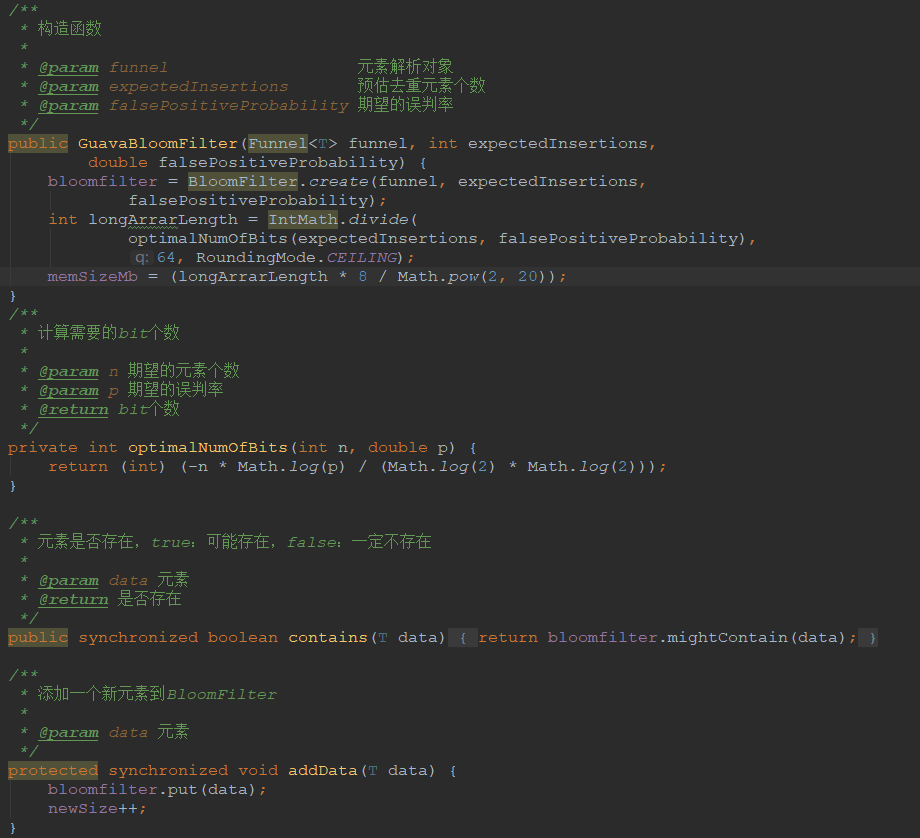 /**
 * 构造函数
 *
 * @param funnel                   元素解析对象
 * @param expectedInsertions       预估去重元素个数
 * @param falsePositiveProbability 期望的误判率
 */
public GuavaBloomFilter(Funnel<T> funnel, int expectedInsertions,
        double falsePositiveProbability) {
    bloomfilter = BloomFilter.create(funnel, expectedInsertions,
            falsePositiveProbability);
    int longArrarLength = IntMath.divide(
            optimalNumOfBits(expectedInsertions, falsePositiveProbability),
            q: 64, RoundingMode.CEILING);
    memSizeMb = (longArrarLength * 8 / Math.pow(2, 20));
}
/**
 * 计算需要的bit个数
 *
 * @param n 期望的元素个数
 * @param p 期望的误判率
 * @return bit个数
 */
private int optimalNumOfBits(int n, double p) {
    return (int) (-n * Math.log(p) / (Math.log(2) * Math.log(2)));
}

/**
 * 元素是否存在，true：可能存在，false：一定不存在
 *
 * @param data 元素
 * @return 是否存在
 */
public synchronized boolean contains(T data) { return bloomfilter.mightContain(data); }

/**
 * 添加一个新元素到BloomFilter
 *
 * @param data 元素
 */
protected synchronized void addData(T data) {
    bloomfilter.put(data);
    newSize++;
}